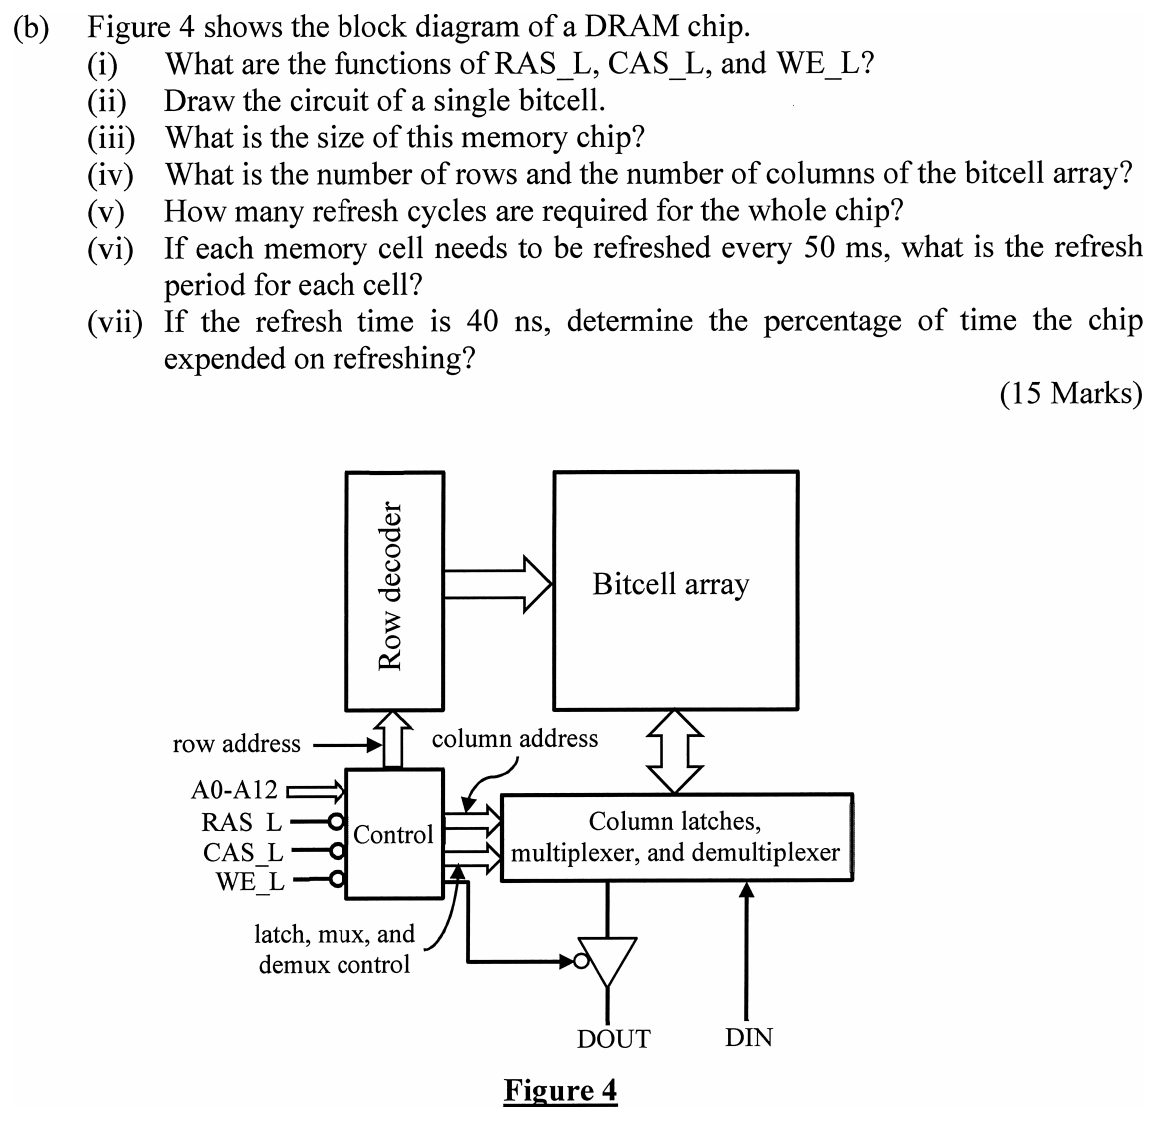 (b) Figure 4 shows the block diagram of a DRAM chip.
(i) What are the functions of RAS_L, CAS_L, and WE_L?
(ii) Draw the circuit of a single bitcell.
(iii) What is the size of this memory chip?
(iv) What is the number of rows and the number of columns of the bitcell array?
(v) How many refresh cycles are required for the whole chip?
(vi) If each memory cell needs to be refreshed every 50 ms, what is the refresh
period for each cell?
(vii) If the refresh time is 40 ns, determine the percentage of time the chip
expended on refreshing?
(15 Marks)
Row decoder
Bitcell array
row address
column address
A0-A12
RAS_L
CAS_L
WE_L
Control
Column latches,
multiplexer, and demultiplexer
latch, mux, and
demux control
DOUT
DIN
Figure 4